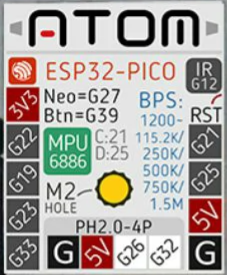 ATOM
ESP32-PICO
IR
G12
3V3
Neo=G27
Btn=G39
BPS:
1200-
115.2K/
250K/
500K/
750K/
1.5M
RST
G22
MPU
6886
C:21
D:25
G21
G19
G25
M2
HOLE
G23
5V
PH2.0-4P
G33
G
5V
G26
G32
G